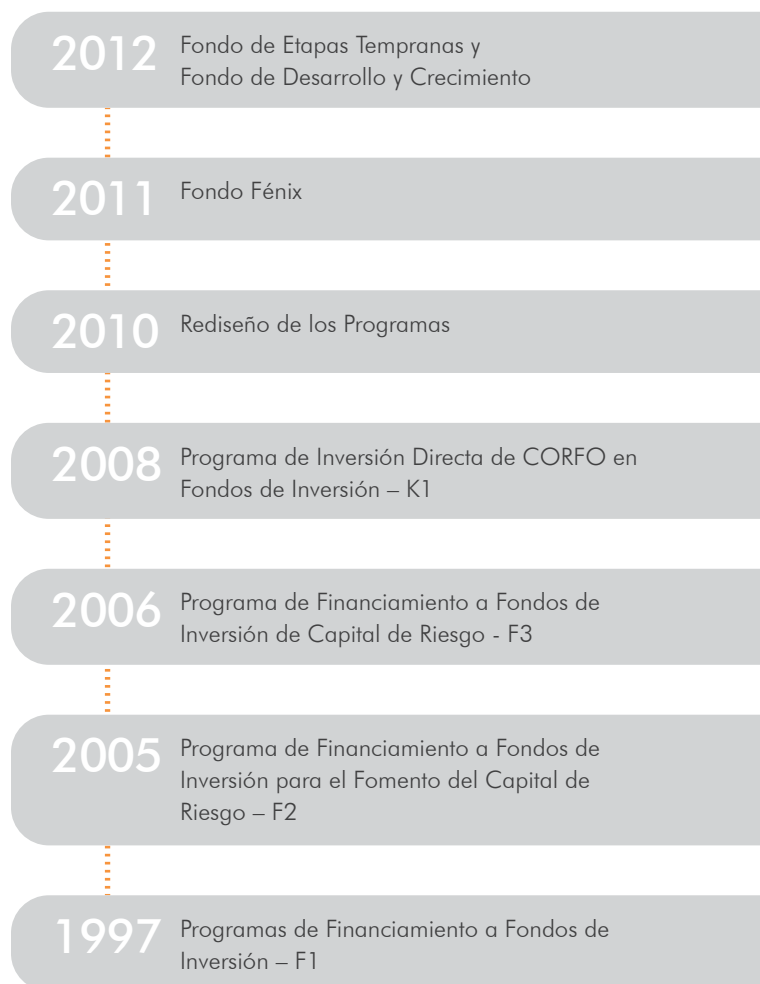 2012 Fondo de Etapas Tempranas y
Fondo de Desarrollo y Crecimiento
2011 Fondo Fénix
2010 Rediseño de los Programas
2008 Programa de Inversión Directa de CORFO en
Fondos de Inversión – K1
2006 Programa de Financiamiento a Fondos de
Inversión de Capital de Riesgo - F3
2005 Programa de Financiamiento a Fondos de
Inversión para el Fomento del Capital de
Riesgo – F2
1997 Programas de Financiamiento a Fondos de
Inversión – F1